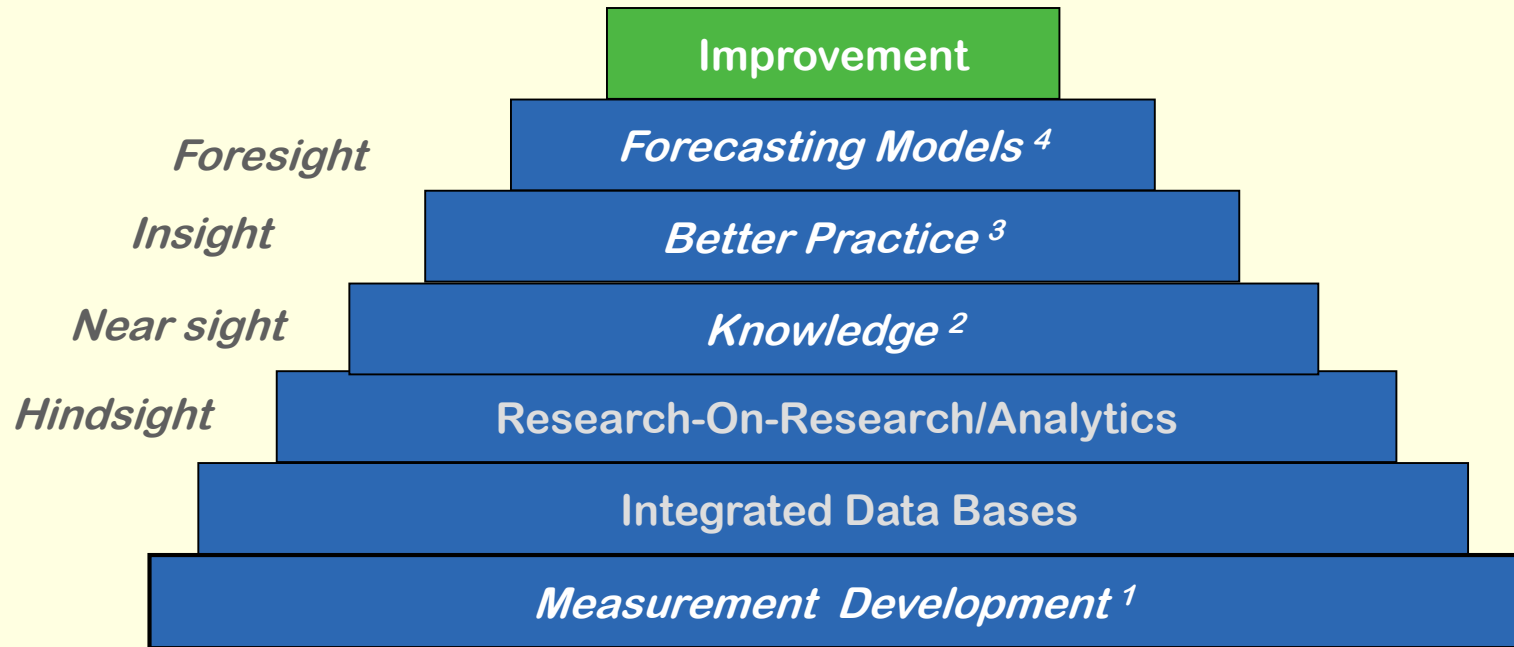 Improvement
Foresight
Forecasting Models 4
Insight
Better Practice 3
Near sight
Knowledge 2
Hindsight
Research-On-Research/Analytics
Integrated Data Bases
Measurement Development 1